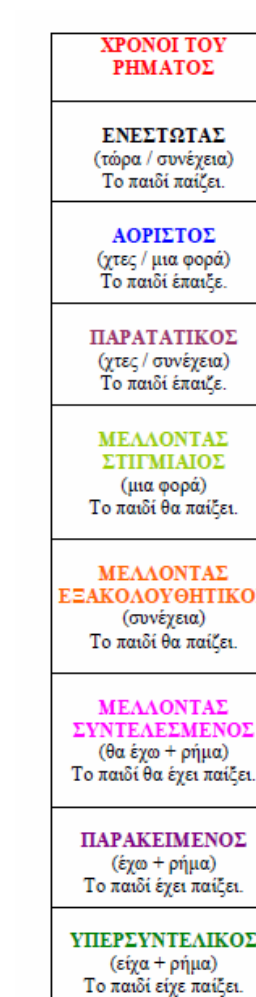 ΧΡΟΝΟΙ ΤΟΥ
ΡΗΜΑΤΟΣ
ΕΝΕΣΤΩΤΑΣ
(τώρα / συνέχεια)
Το παιδί παίζει.
ΑΟΡΙΣΤΟΣ
(χτες / μια φορά)
Το παιδί έπαιξε.
ΠΑΡΑΤΑΤΙΚΟΣ
(χτες / συνέχεια)
Το παιδί έπαιζε.
ΜΕΛΛΟΝΤΑΣ
ΣΤΙΓΜΙΑΙΟΣ
(μια φορά)
Το παιδί θα παίξει.
ΜΕΛΛΟΝΤΑΣ
ΕΞΑΚΟΛΟΥΘΗΤΙΚΟ
(συνέχεια)
Το παιδί θα παίζει.
ΜΕΛΛΟΝΤΑΣ
ΣΥΝΤΕΛΕΣΜΕΝΟΣ
(θα έχω + ρήμα)
Το παιδί θα έχει παίξει.
ΠΑΡΑΚΕΙΜΕΝΟΣ
(έχω + ρήμα)
Το παιδί έχει παίξει.
ΥΠΕΡΣΥΝΤΕΛΙΚΟΣ
(είχα + ρήμα)
Το παιδί είχε παίξει.